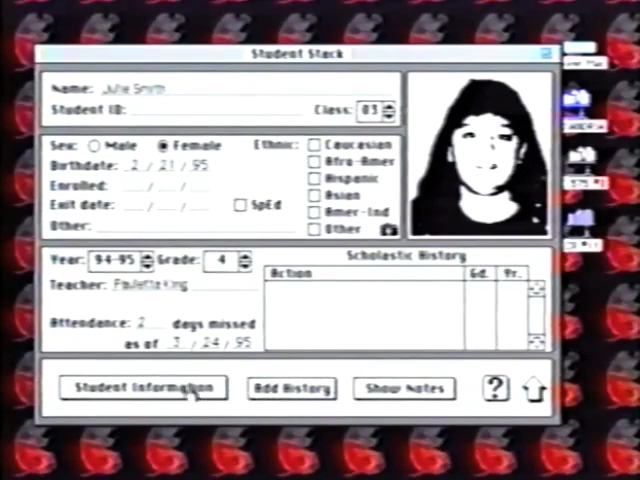 Student Stack
Name: Julie Smith
Student ID:
Class: 03
Sex: Male Female
Ethnic: Caucasian
Afro-Amer
Hispanic
Asian
Amer-Ind
Other
Birthdate: 2 / 21 / 95
Enrolled: / /
Exit date: / /
SpEd
Other:
Year: 94-95 Grade: 4
Teacher: Pauletta King
Attendance: 2 days missed
as of 3 / 24 / 95
Scholastic History
Action Gd. Yr.
Student Information
Add History
Show Notes
?